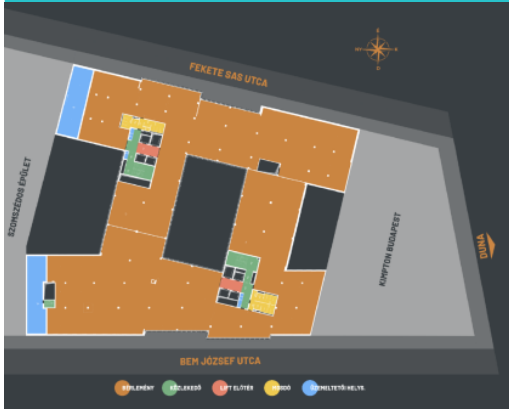 FEKETE SAS UTCA
SZOMSZÉDOS ÉPÜLET
KIMPTON BUDAPEST
DUNA
BEM JÓZSEF UTCA
BÉRLEMÉNY
KÖZLEKEDŐ
LIFT ELŐTÉR
MOSDÓ
ÜZEMELTETŐI HELYS.